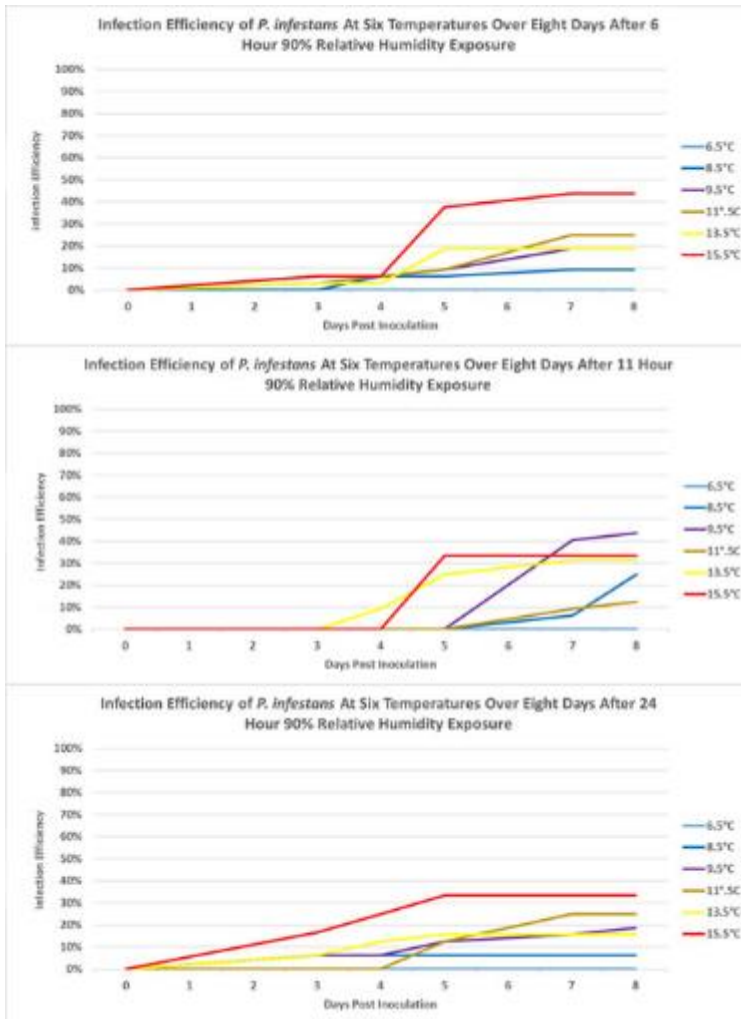 Infection Efficiency of P. infestans At Six Temperatures Over Eight Days After 6
Hour 90% Relative Humidity Exposure
100%
90%
80%
70%
60%
50%
40%
30%
20%
10%
0%
Infection Efficiency
0 1 2 3 4 5 6 7 8
Days Post Inoculation
6.5°C
8.5°C
9.5°C
11°.5C
13.5°C
15.5°C
Infection Efficiency of P. infestans At Six Temperatures Over Eight Days After 11 Hour
90% Relative Humidity Exposure
100%
90%
80%
70%
60%
50%
40%
30%
20%
10%
0%
Infection Efficiency
0 1 2 3 4 5 6 7 8
Days Post Inoculation
6.5°C
8.5°C
9.5°C
11°.5C
13.5°C
15.5°C
Infection Efficiency of P. infestans At Six Temperatures Over Eight Days After 24
Hour 90% Relative Humidity Exposure
100%
90%
80%
70%
60%
50%
40%
30%
20%
10%
0%
Infection Efficiency
0 1 2 3 4 5 6 7 8
Days Post Inoculation
6.5°C
8.5°C
9.5°C
11°.5C
13.5°C
15.5°C